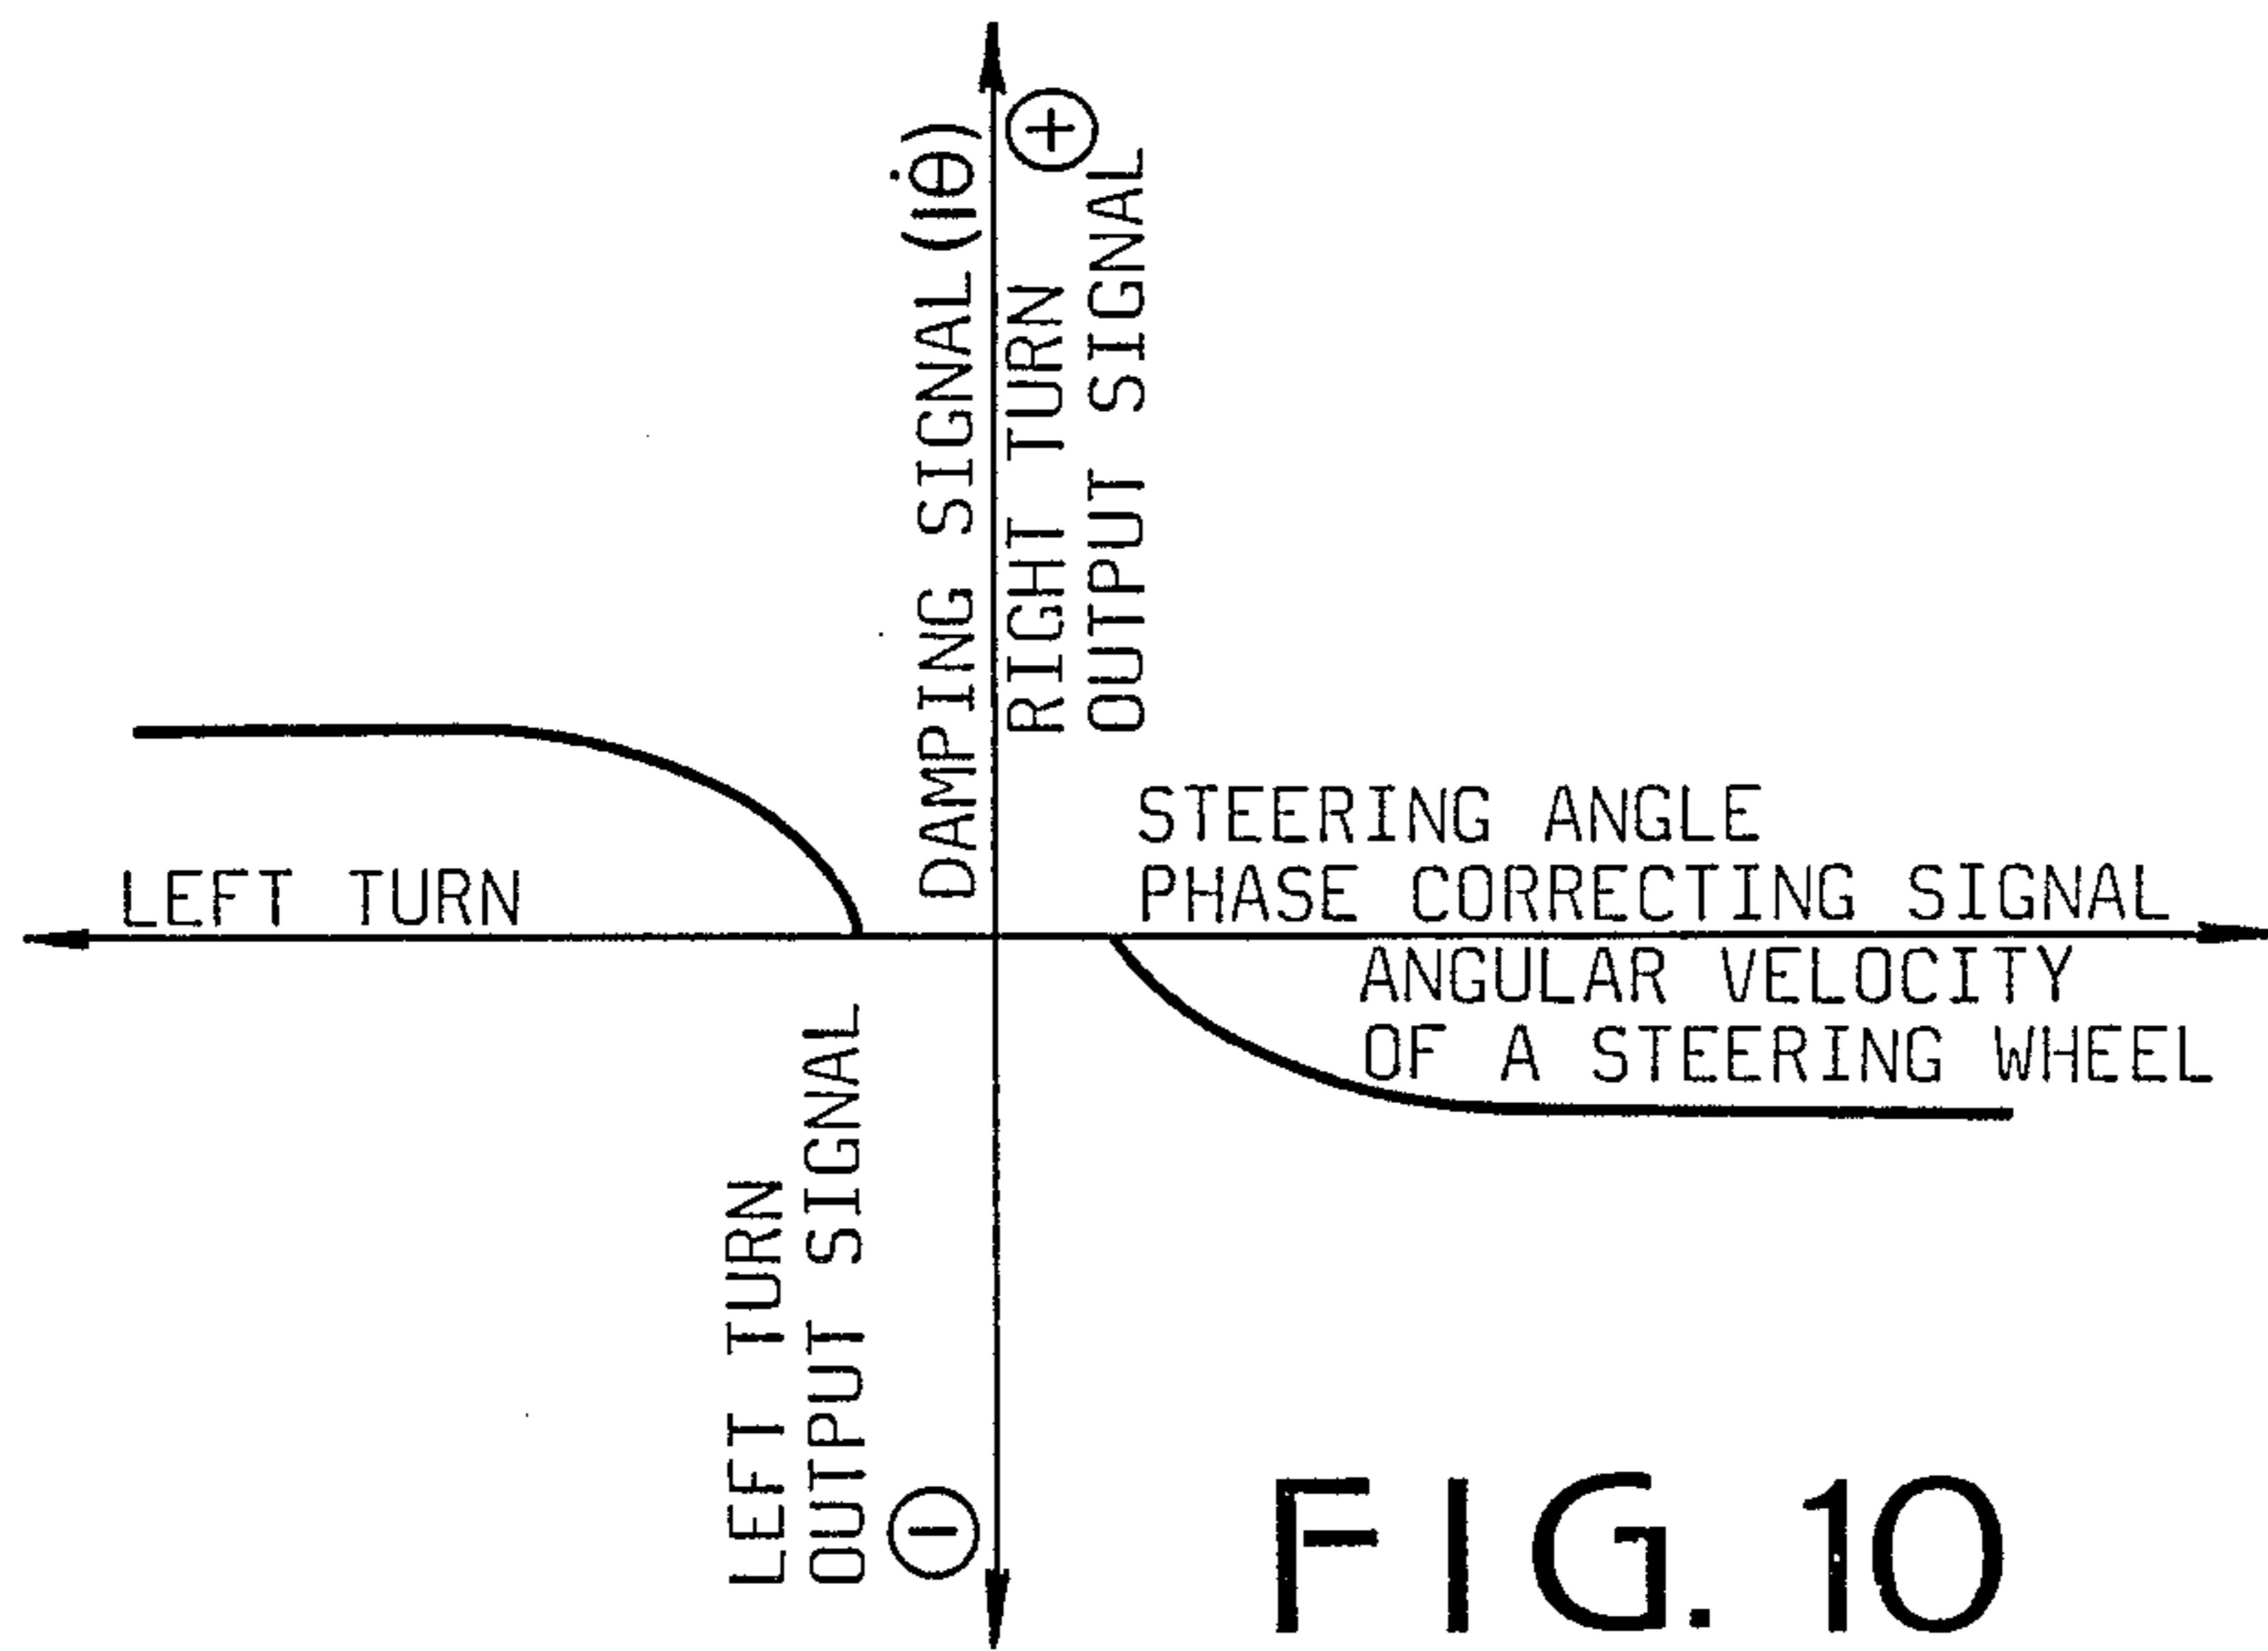 DAMPING SIGNAL(iθ̇)
⊕
RIGHT TURN
OUTPUT SIGNAL
LEFT TURN
STEERING ANGLE
PHASE CORRECTING SIGNAL
ANGULAR VELOCITY
OF A STEERING WHEEL
LEFT TURN
OUTPUT SIGNAL
⊖
FIG. 10